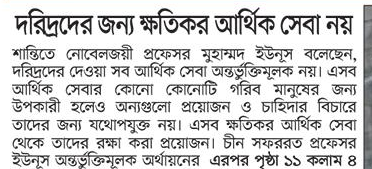 দরিদ্রদের জন্য ক্ষতিকর আর্থিক সেবা নয়
শান্তিতে নোবেলজয়ী প্রফেসর মুহাম্মদ ইউনূস বলেছেন,
দরিদ্রদের দেওয়া সব আর্থিক সেবা অন্তর্ভুক্তিমূলক নয়। এসব
আর্থিক সেবার কোনো কোনোটি গরিব মানুষের জন্য
উপকারী হলেও অন্যগুলো প্রয়োজন ও চাহিদার বিচারে
তাদের জন্য যথোপযুক্ত নয়। এসব ক্ষতিকর আর্থিক সেবা
থেকে তাদের রক্ষা করা প্রয়োজন। চীন সফররত প্রফেসর
ইউনূস অন্তর্ভুক্তিমূলক অর্থায়নের এরপর পৃষ্ঠা ১১ কলাম ৪